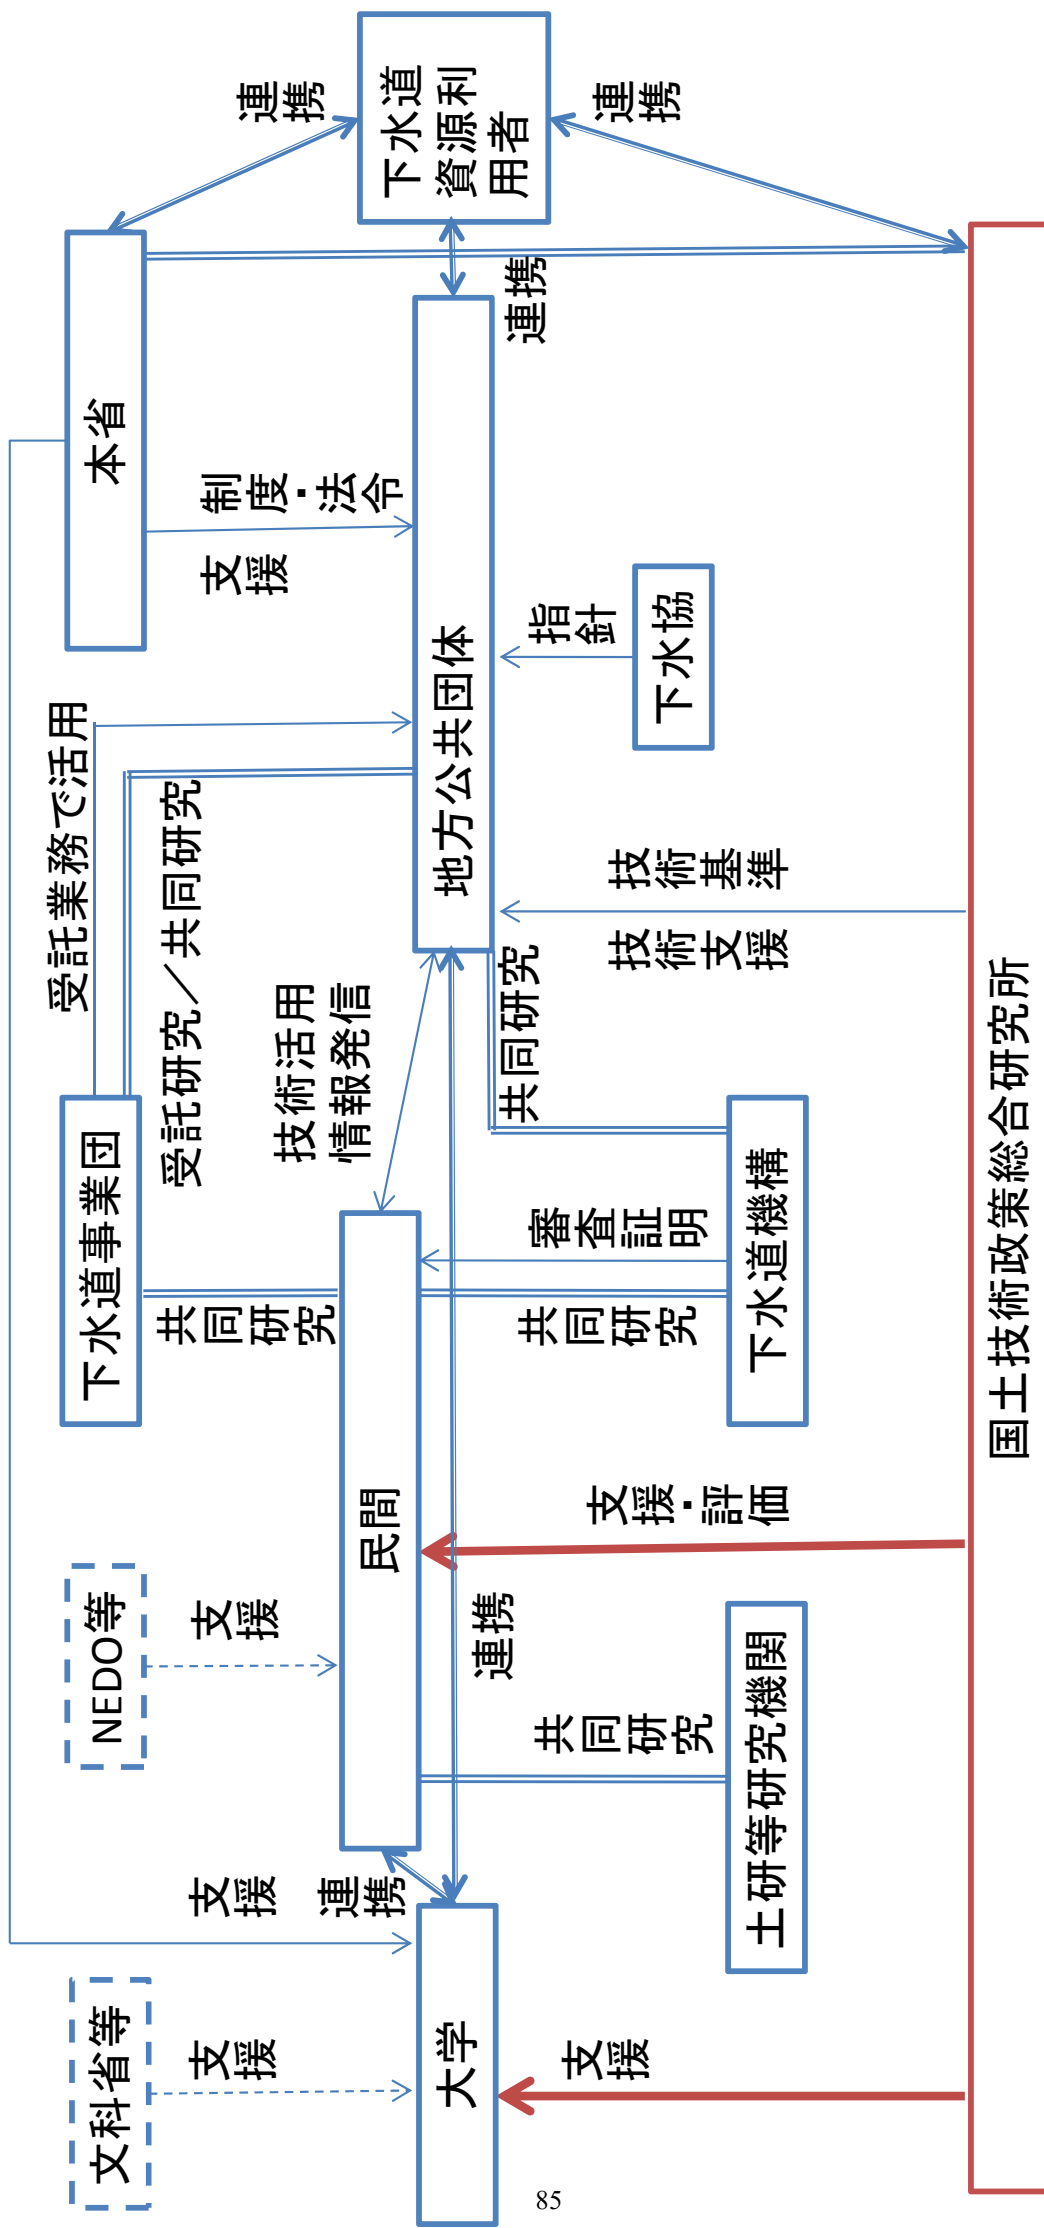 文科省等
NEDO等
下水道事業団
本省
支援
支援
連携
支援
共同
研究
受託業務で活用
受託研究／共同研究
支援
制度・法令
連携
技術活用
情報発信
大学
民間
地方公共団体
下水道
資源利
用者
連携
連携
支援
共同
研究
支援・評価
共同
研究
審査証明
共同研究
技術支援
技術基準
指針
連携
土研等研究機関
下水道機構
下水協
国土技術政策総合研究所
85